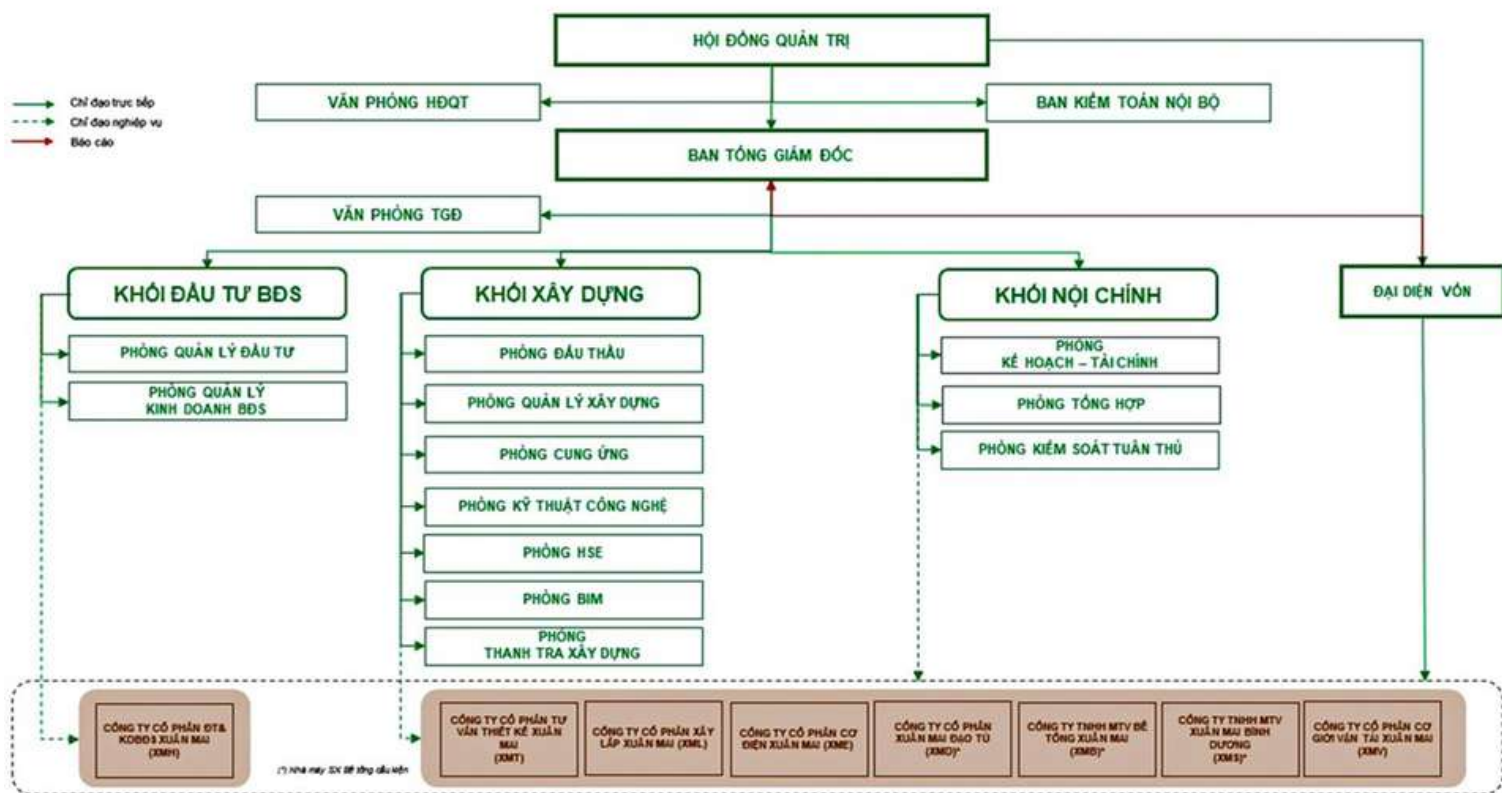 HỘI ĐỒNG QUẢN TRỊ
Chỉ đạo trực tiếp
Chỉ đạo nghiệp vụ
Báo cáo
VĂN PHÒNG HĐQT
BAN KIỂM TOÁN NỘI BỘ
BAN TỔNG GIÁM ĐỐC
VĂN PHÒNG TGĐ
KHỐI ĐẦU TƯ BĐS
KHỐI XÂY DỰNG
KHỐI NỘI CHÍNH
ĐẠI DIỆN VỐN
PHÒNG QUẢN LÝ ĐẦU TƯ
PHÒNG QUẢN LÝ
KINH DOANH BĐS
PHÒNG ĐẤU THẦU
PHÒNG QUẢN LÝ XÂY DỰNG
PHÒNG CUNG ỨNG
PHÒNG KỸ THUẬT CÔNG NGHỆ
PHÒNG HSE
PHÒNG BIM
PHÒNG
THANH TRA XÂY DỰNG
PHÒNG
KẾ HOẠCH – TÀI CHÍNH
PHÒNG TỔNG HỢP
PHÒNG KIỂM SOÁT TUÂN THỦ
CÔNG TY CỔ PHẦN ĐT&
KDBĐS XUÂN MAI
(XMH)
(*) Nhà máy SX Bê tông cấu kiện
CÔNG TY CỔ PHẦN TƯ
VẤN THIẾT KẾ XUÂN
MAI
(XMT)
CÔNG TY CỔ PHẦN XÂY
LẮP XUÂN MAI (XML)
CÔNG TY CỔ PHẦN CƠ
ĐIỆN XUÂN MAI (XME)
CÔNG TY CỔ PHẦN
XUÂN MAI ĐẠO TÚ
(XMD)*
CÔNG TY TNHH MTV BÊ
TÔNG XUÂN MAI
(XMB)*
CÔNG TY TNHH MTV
XUÂN MAI BÌNH
DƯƠNG
(XMS)*
CÔNG TY CỔ PHẦN CƠ
GIỚI VẬN TẢI XUÂN MAI
(XMV)